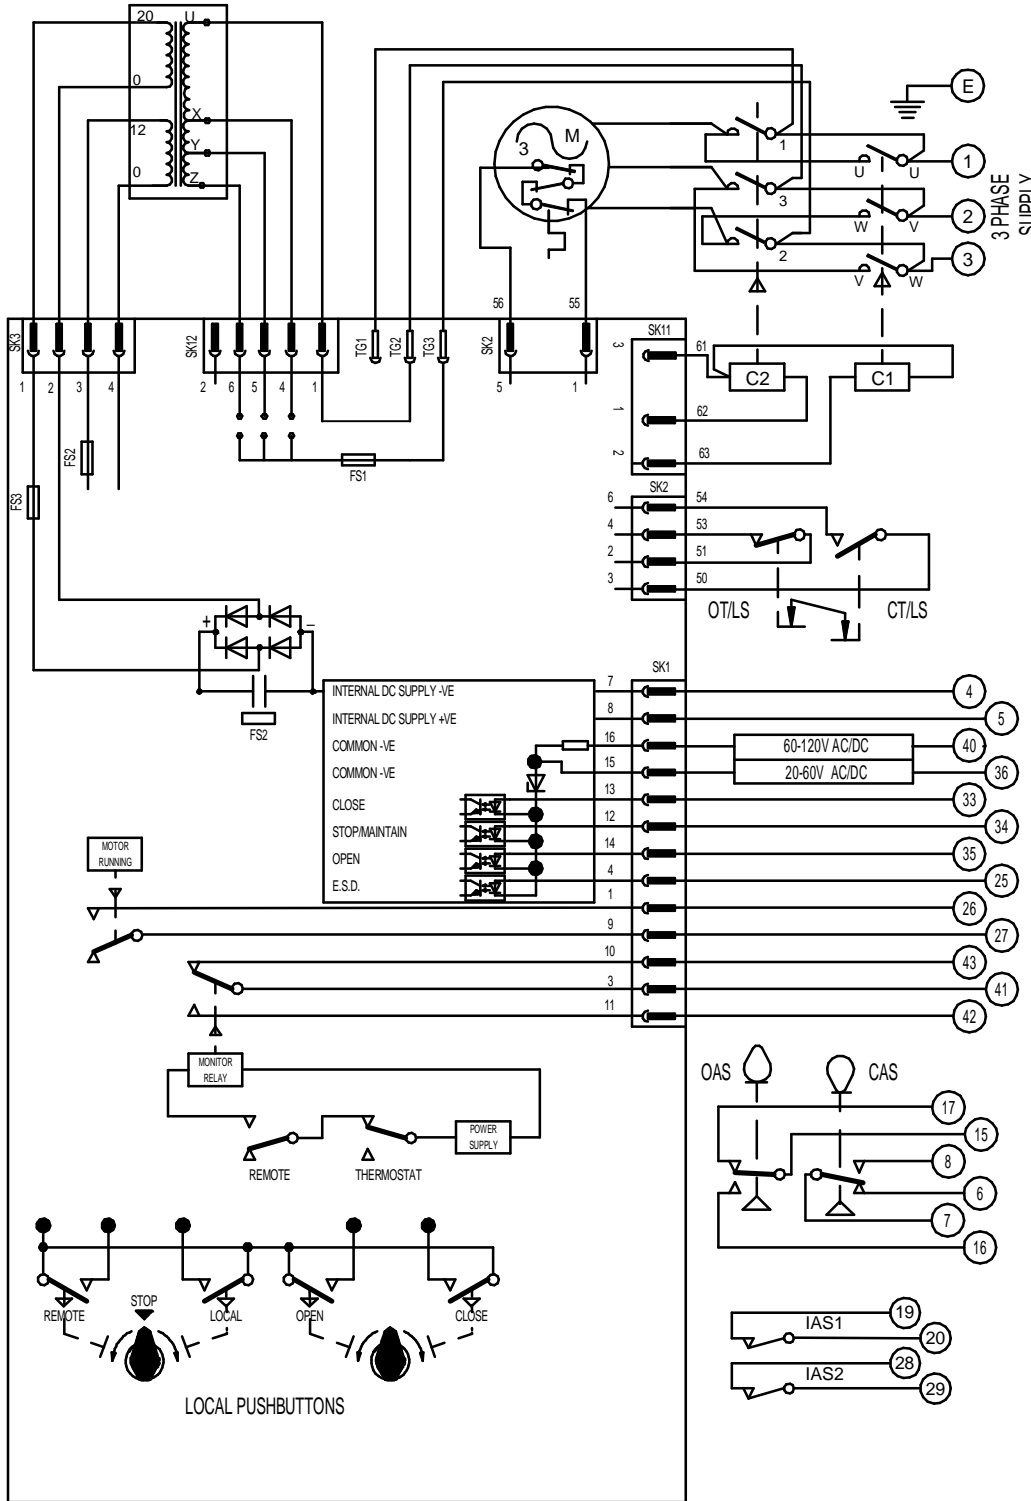 20
U
0
12
X
Y
0
Z
3
M
1
3
2
U
U
W
V
V
W
E
1
2
3
3 PHASE
SUPPLY
SK3
1
2
3
4
SK12
2
6
5
4
1
TG1
TG2
TG3
56
55
SK2
5
1
SK11
3
61
1
62
2
63
C2
C1
FS2
FS3
FS1
SK2
6
54
4
53
2
51
3
50
OT/LS
CT/LS
+
–
FS2
SK1
INTERNAL DC SUPPLY -VE
7
4
INTERNAL DC SUPPLY +VE
8
5
COMMON -VE
16
60-120V AC/DC
40
COMMON -VE
15
20-60V AC/DC
36
CLOSE
13
33
STOP/MAINTAIN
12
34
OPEN
14
35
E.S.D.
4
25
1
26
9
27
10
43
3
41
11
42
MOTOR
RUNNING
MONITOR
RELAY
REMOTE
THERMOSTAT
POWER
SUPPLY
OAS
CAS
17
15
8
6
7
16
REMOTE
STOP
LOCAL
OPEN
CLOSE
LOCAL PUSHBUTTONS
IAS1
19
20
IAS2
28
29